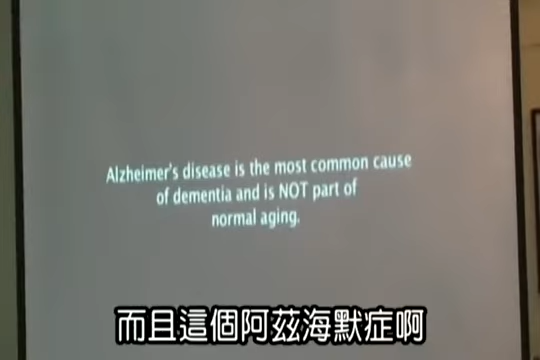 Alzheimer's disease is the most common cause
of dementia and is NOT part of
normal aging.
而且這個阿茲海默症啊